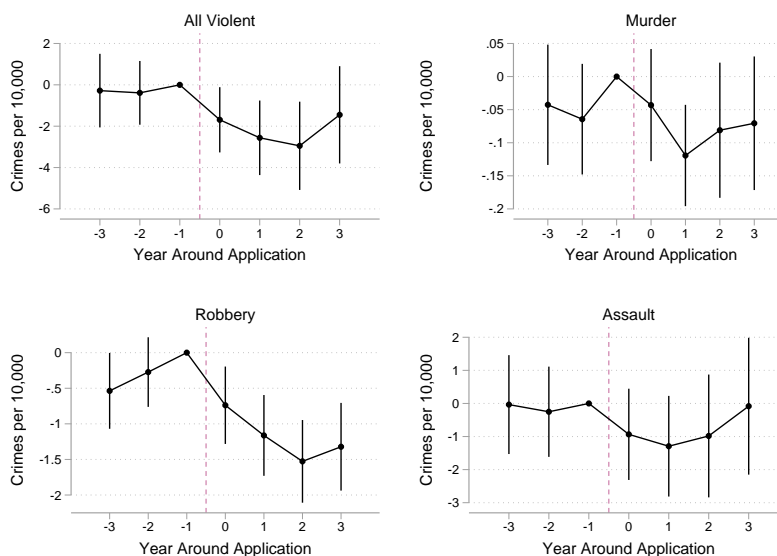 All Violent
Crimes per 10,000
2
0
-2
-4
-6
-3 -2 -1 0 1 2 3
Year Around Application
Murder
Crimes per 10,000
.05
0
-.05
-.1
-.15
-.2
-3 -2 -1 0 1 2 3
Year Around Application
Robbery
Crimes per 10,000
0
-.5
-1
-1.5
-2
-3 -2 -1 0 1 2 3
Year Around Application
Assault
Crimes per 10,000
2
1
0
-1
-2
-3
-3 -2 -1 0 1 2 3
Year Around Application